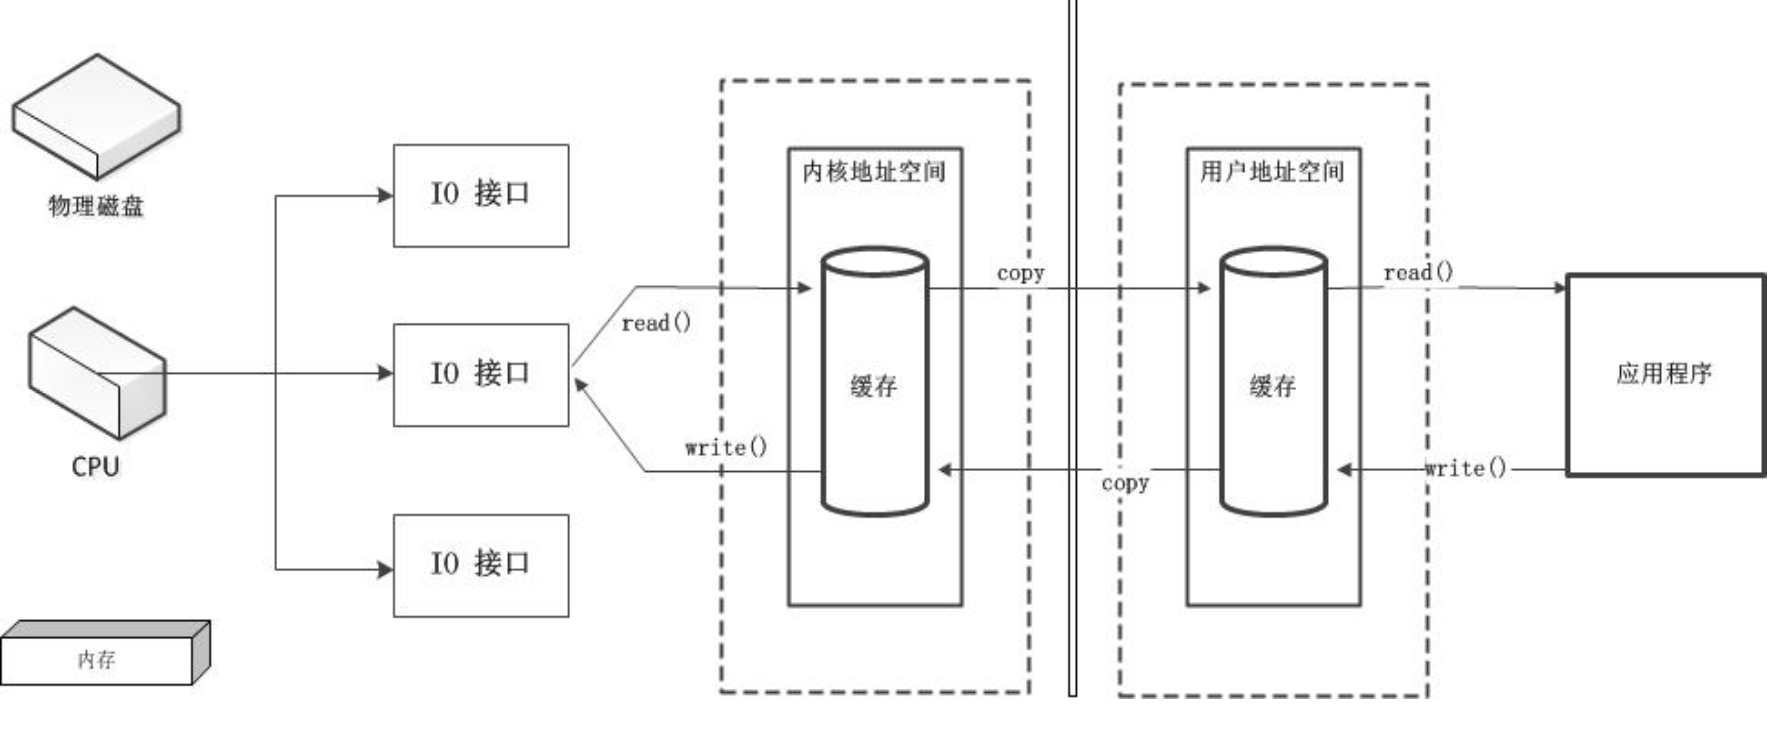 物理磁盘
CPU
内存
IO 接口
IO 接口
IO 接口
read()
write()
内核地址空间
缓存
copy
copy
用户地址空间
缓存
read()
write()
应用程序